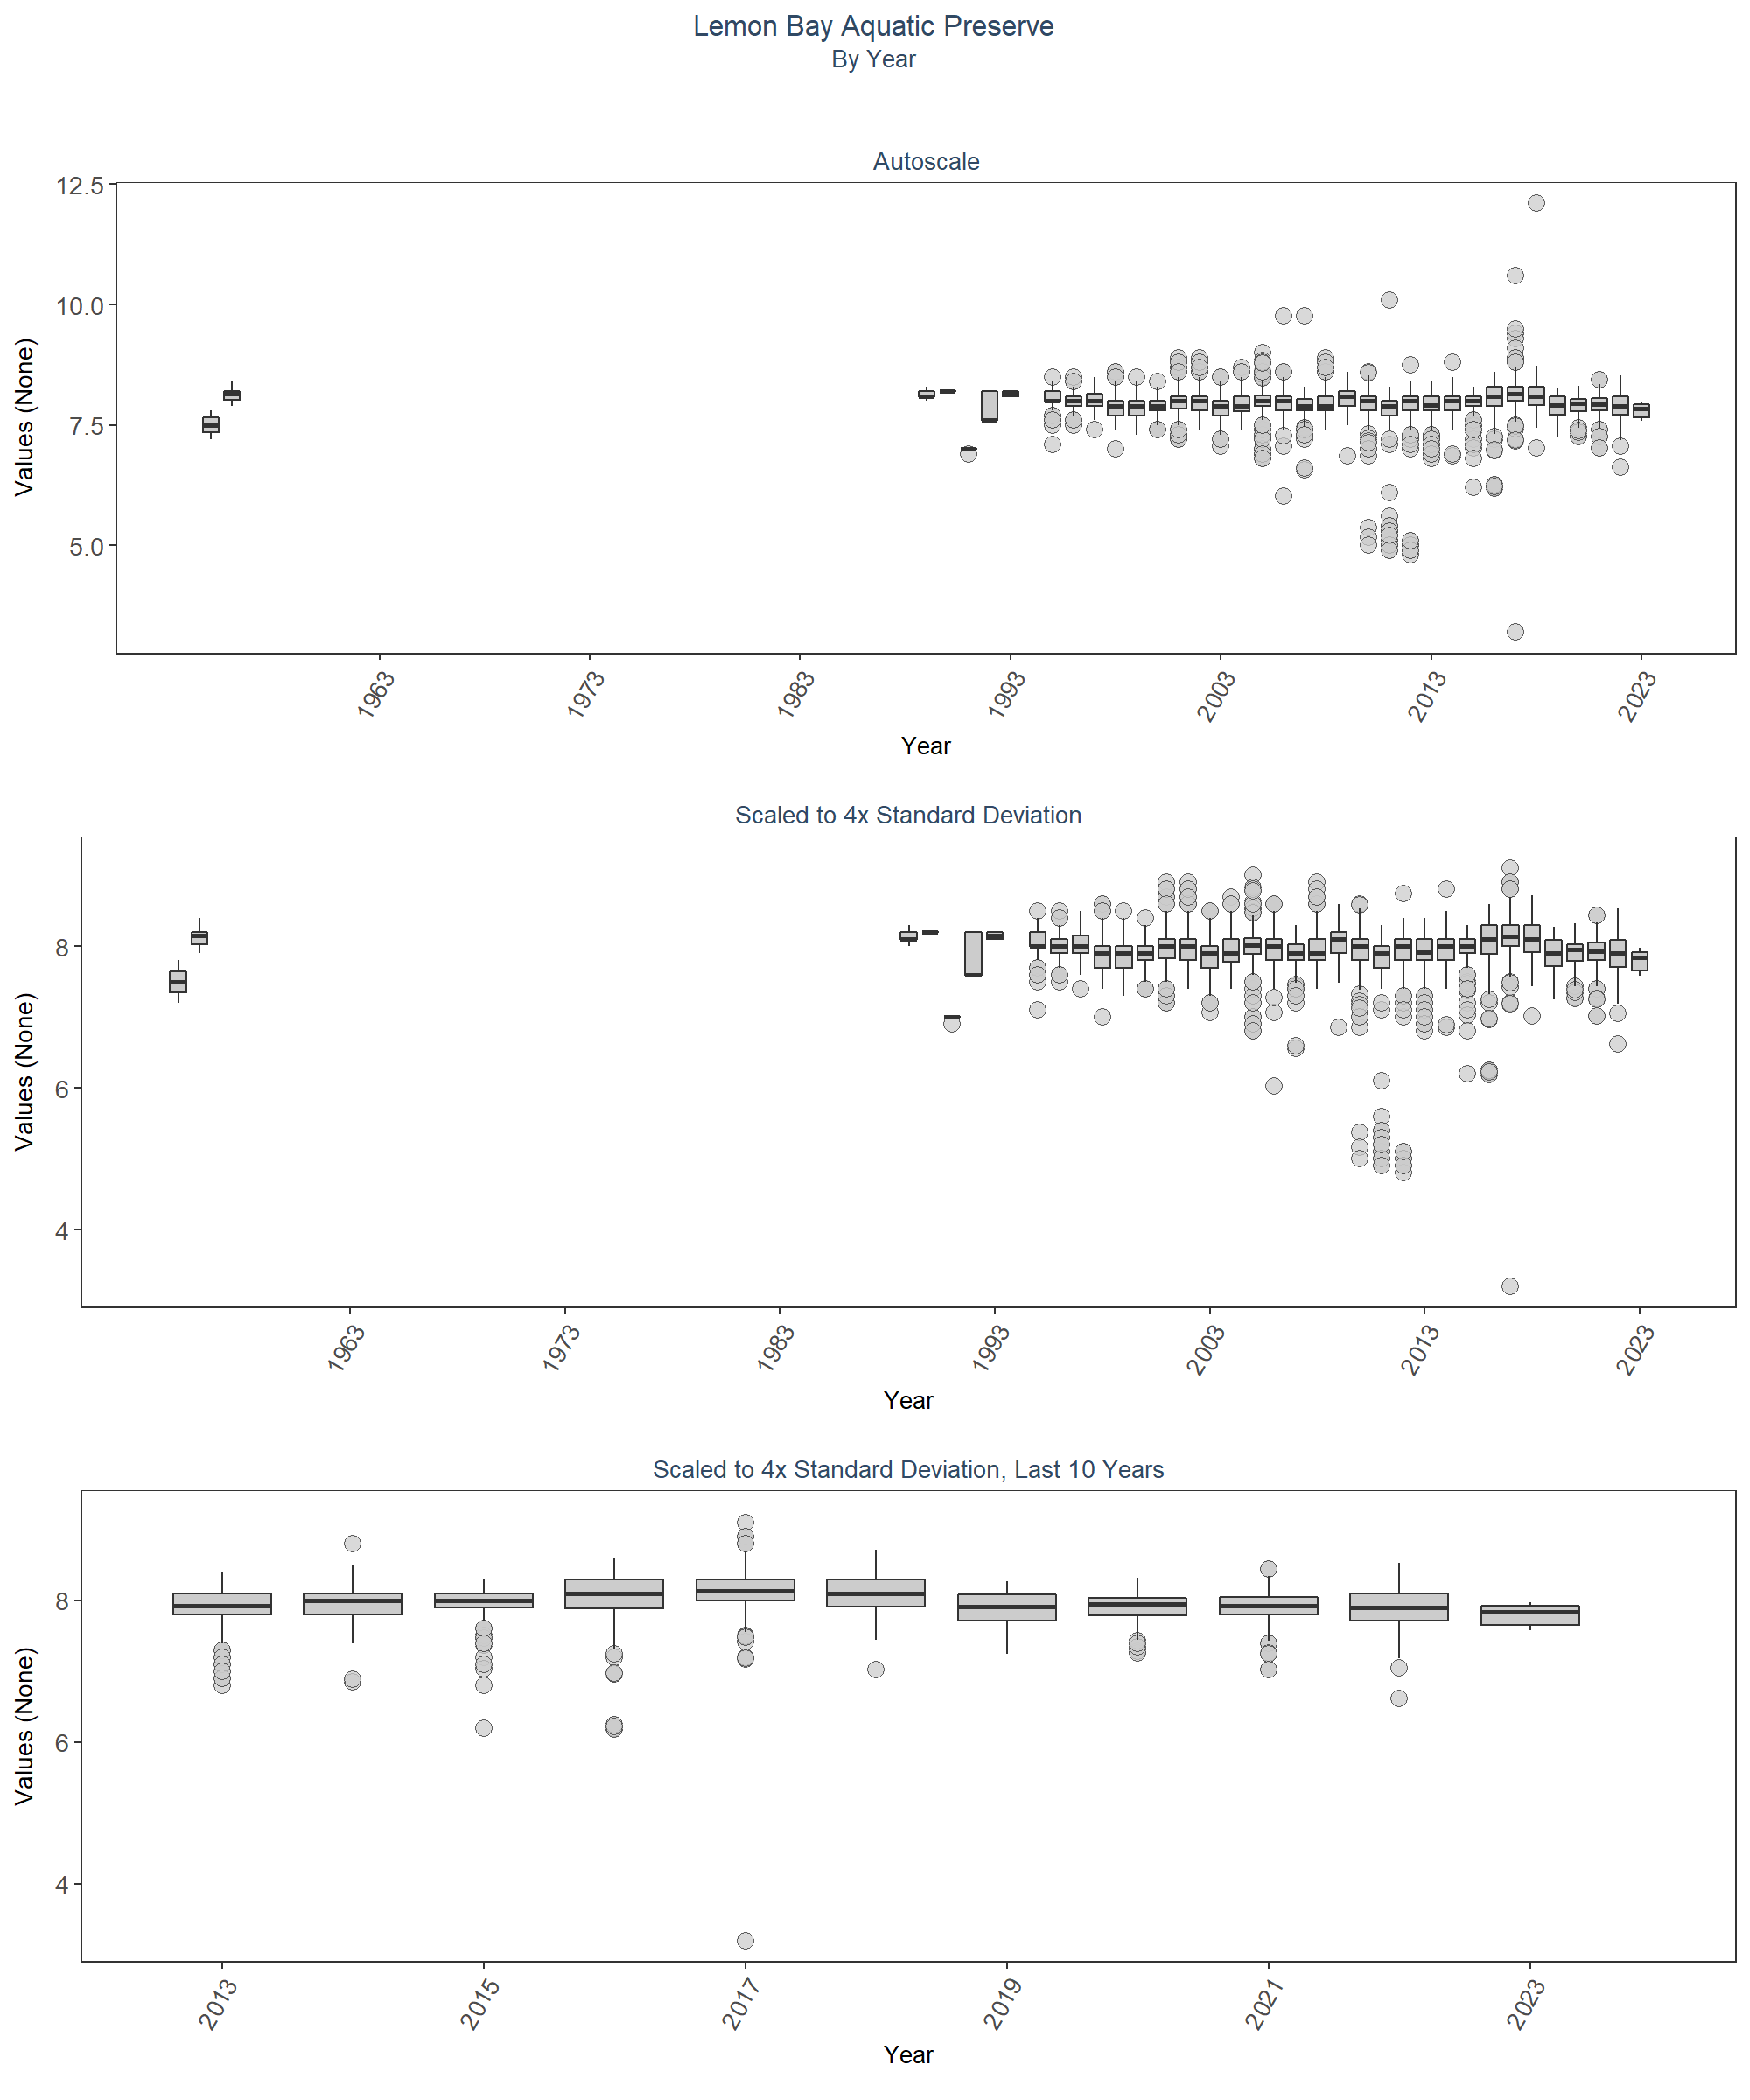 Lemon Bay Aquatic Preserve
By Year
Autoscale
12.5
10.0
7.5
5.0
Values (None)
1963
1973
1983
1993
2003
2013
2023
Year
Scaled to 4x Standard Deviation
8
6
4
Values (None)
1963
1973
1983
1993
2003
2013
2023
Year
Scaled to 4x Standard Deviation, Last 10 Years
8
6
4
Values (None)
2013
2015
2017
2019
2021
2023
Year